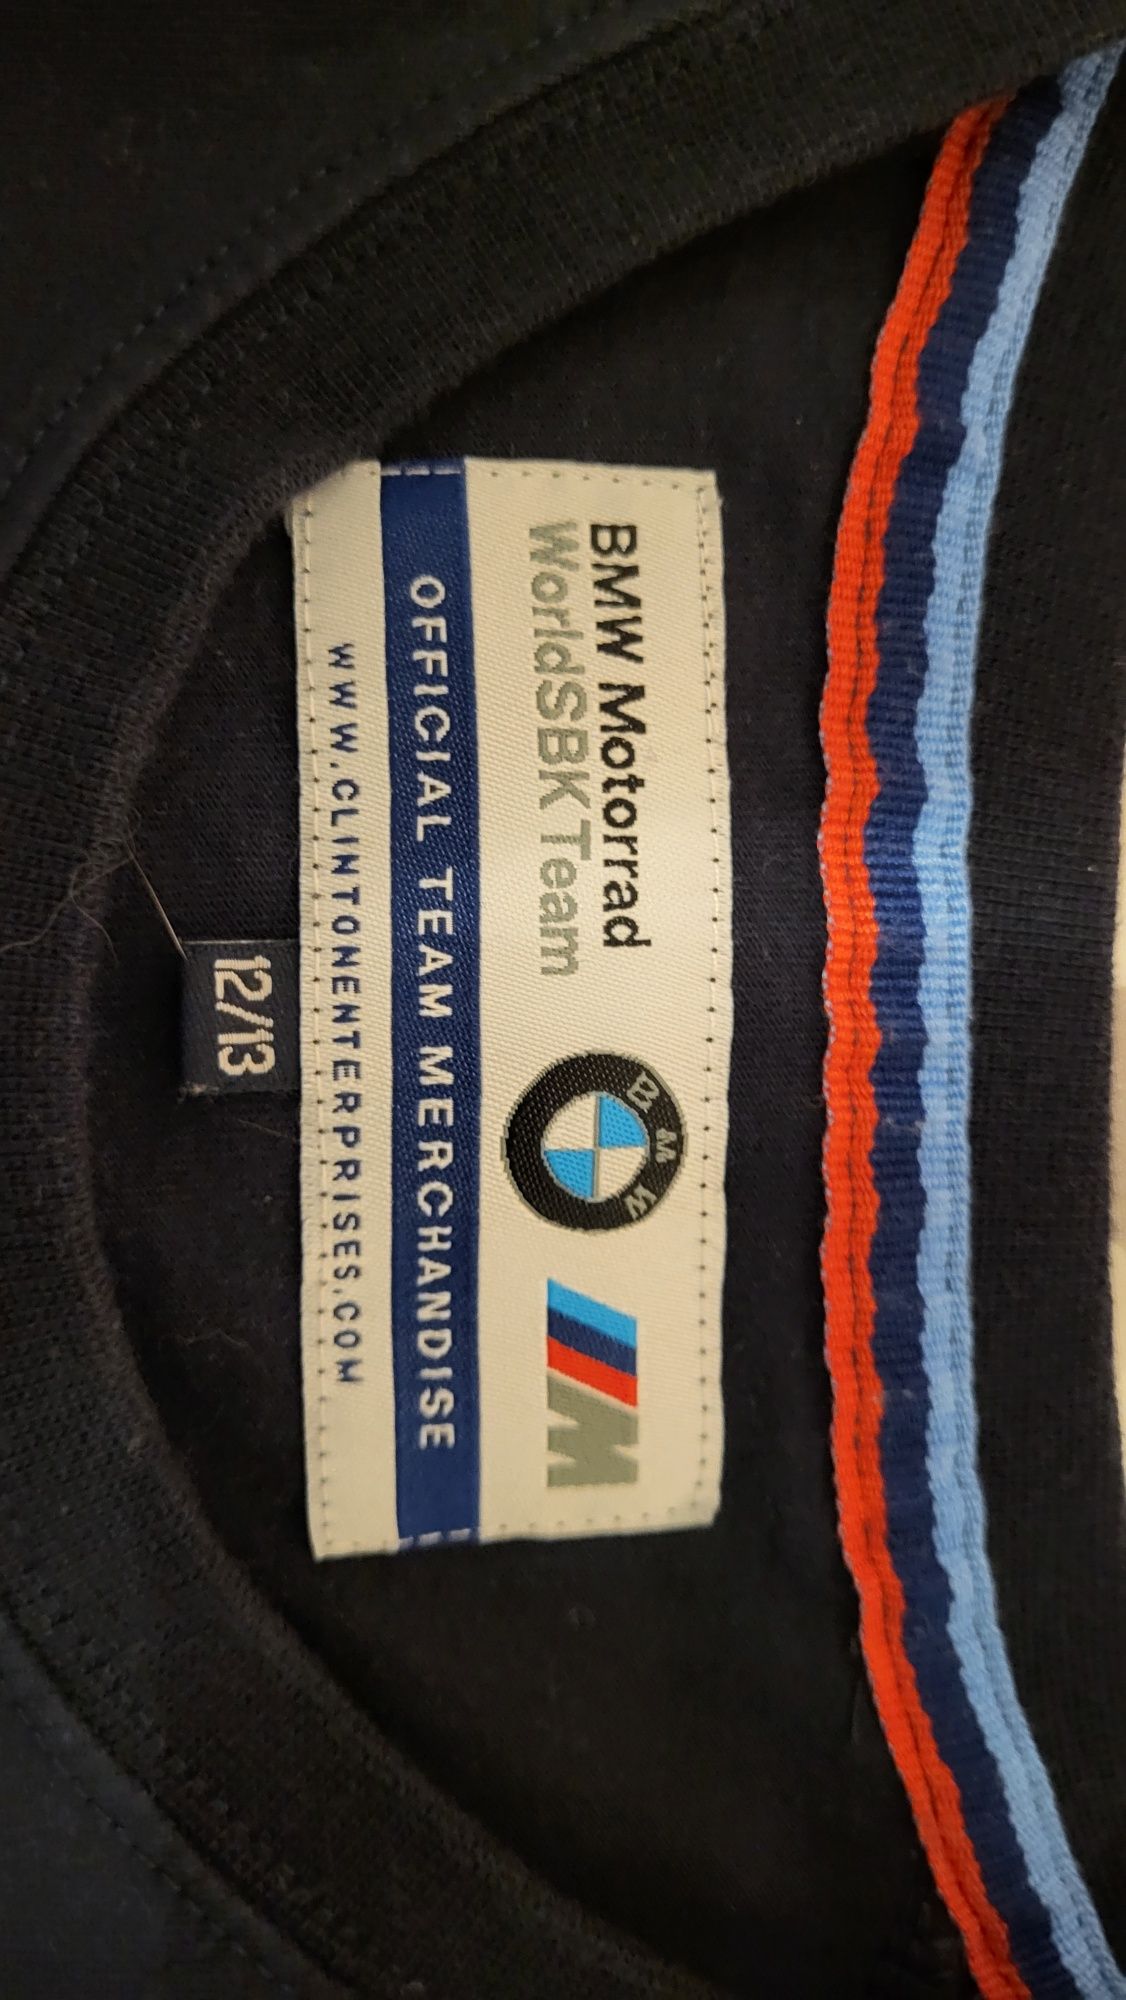 BMW Motorrad
WorldSBK Team
BMW
M
OFFICIAL TEAM MERCHANDISE
WWW.CLINTONENTERPRISES.COM
12/13